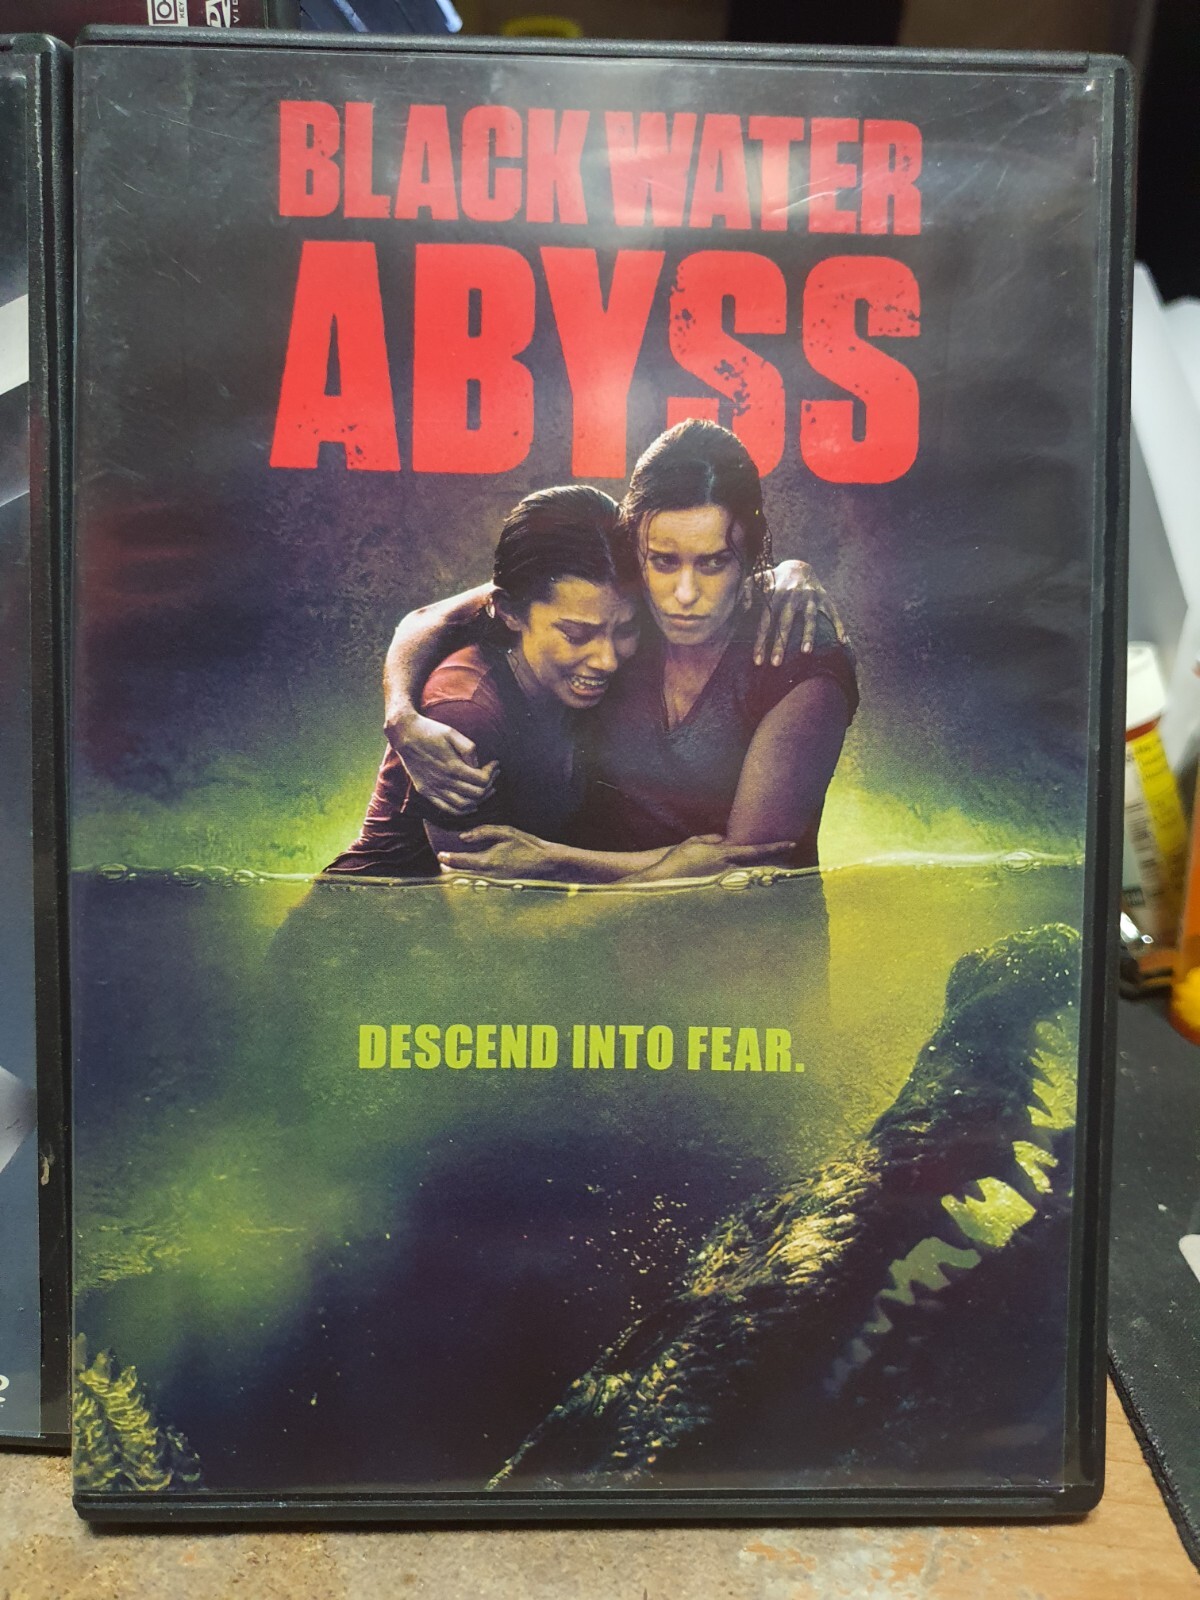 BLACK WATER
ABYSS
DESCEND INTO FEAR.